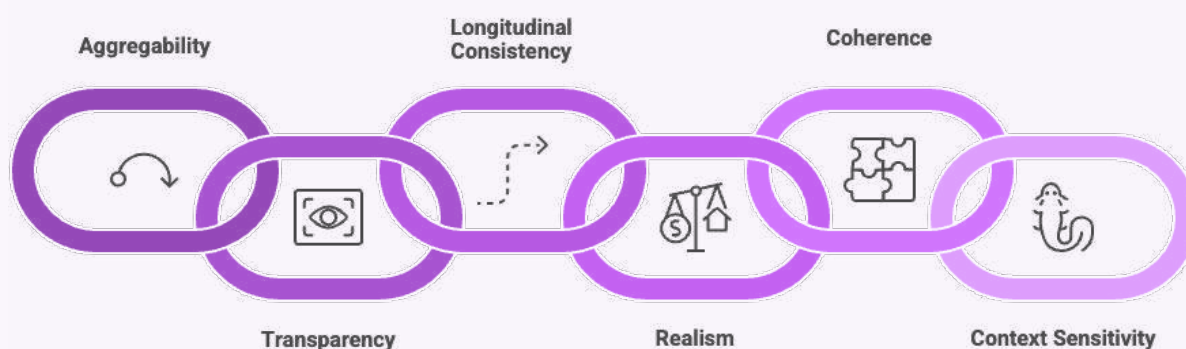 Aggregability
Longitudinal
Consistency
Coherence
$
Transparency
Realism
Context Sensitivity